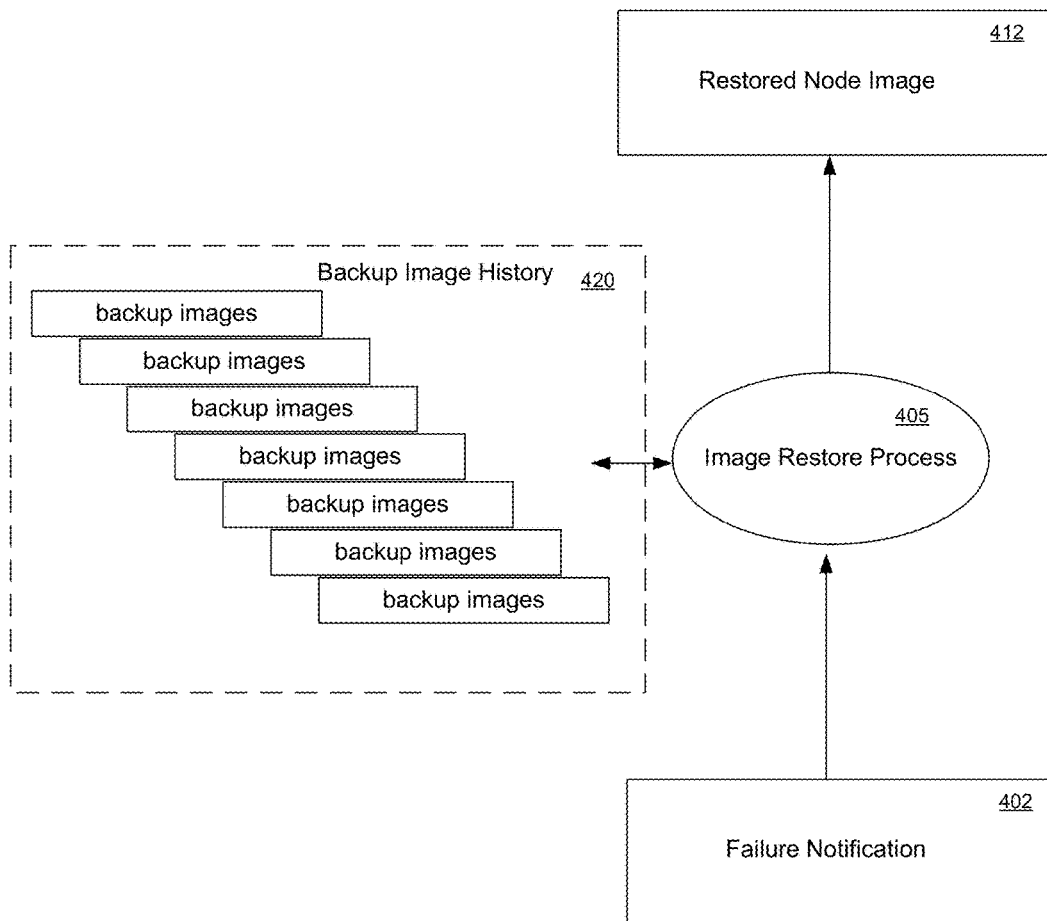 412
Restored Node Image
Backup Image History 420
backup images
backup images
backup images
backup images
backup images
backup images
backup images
405
Image Restore Process
402
Failure Notification